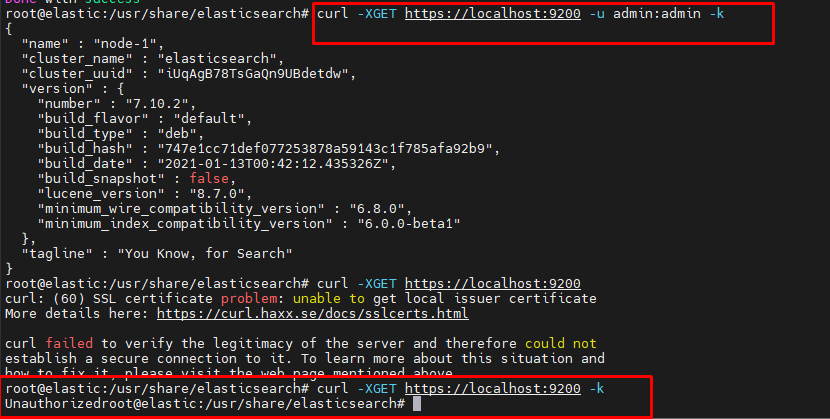 Done with success
root@elastic:/usr/share/elasticsearch# curl -XGET https://localhost:9200 -u admin:admin -k
{
  "name" : "node-1",
  "cluster_name" : "elasticsearch",
  "cluster_uuid" : "iUqAgB78TsGaQn9UBdetdw",
  "version" : {
    "number" : "7.10.2",
    "build_flavor" : "default",
    "build_type" : "deb",
    "build_hash" : "747e1cc71def077253878a59143c1f785afa92b9",
    "build_date" : "2021-01-13T00:42:12.435326Z",
    "build_snapshot" : false,
    "lucene_version" : "8.7.0",
    "minimum_wire_compatibility_version" : "6.8.0",
    "minimum_index_compatibility_version" : "6.0.0-beta1"
  },
  "tagline" : "You Know, for Search"
}
root@elastic:/usr/share/elasticsearch# curl -XGET https://localhost:9200
curl: (60) SSL certificate problem: unable to get local issuer certificate
More details here: https://curl.haxx.se/docs/sslcerts.html

curl failed to verify the legitimacy of the server and therefore could not
establish a secure connection to it. To learn more about this situation and
how to fix it, please visit the web page mentioned above
root@elastic:/usr/share/elasticsearch# curl -XGET https://localhost:9200 -k
Unauthorizedroot@elastic:/usr/share/elasticsearch#